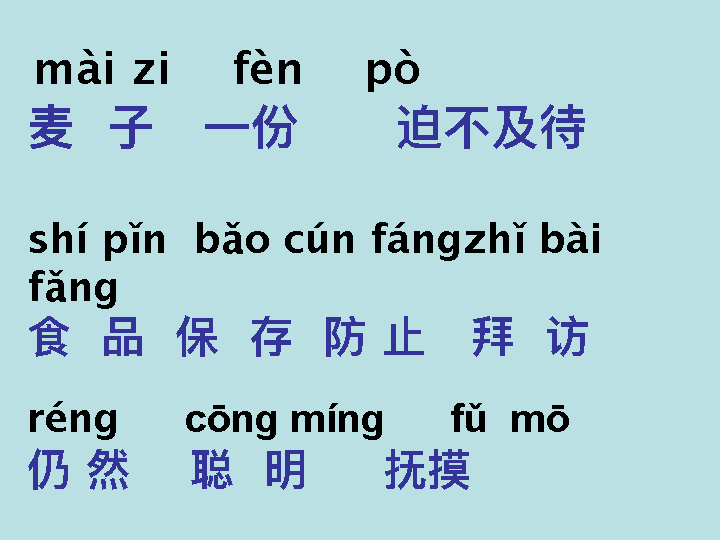 mài zi fèn pò
麦 子 一份 迫不及待
shí pǐn bǎo cún fángzhǐ bài
fǎng
食 品 保 存 防 止 拜 访
réng cōng míng fǔ mō
仍 然 聪 明 抚摸